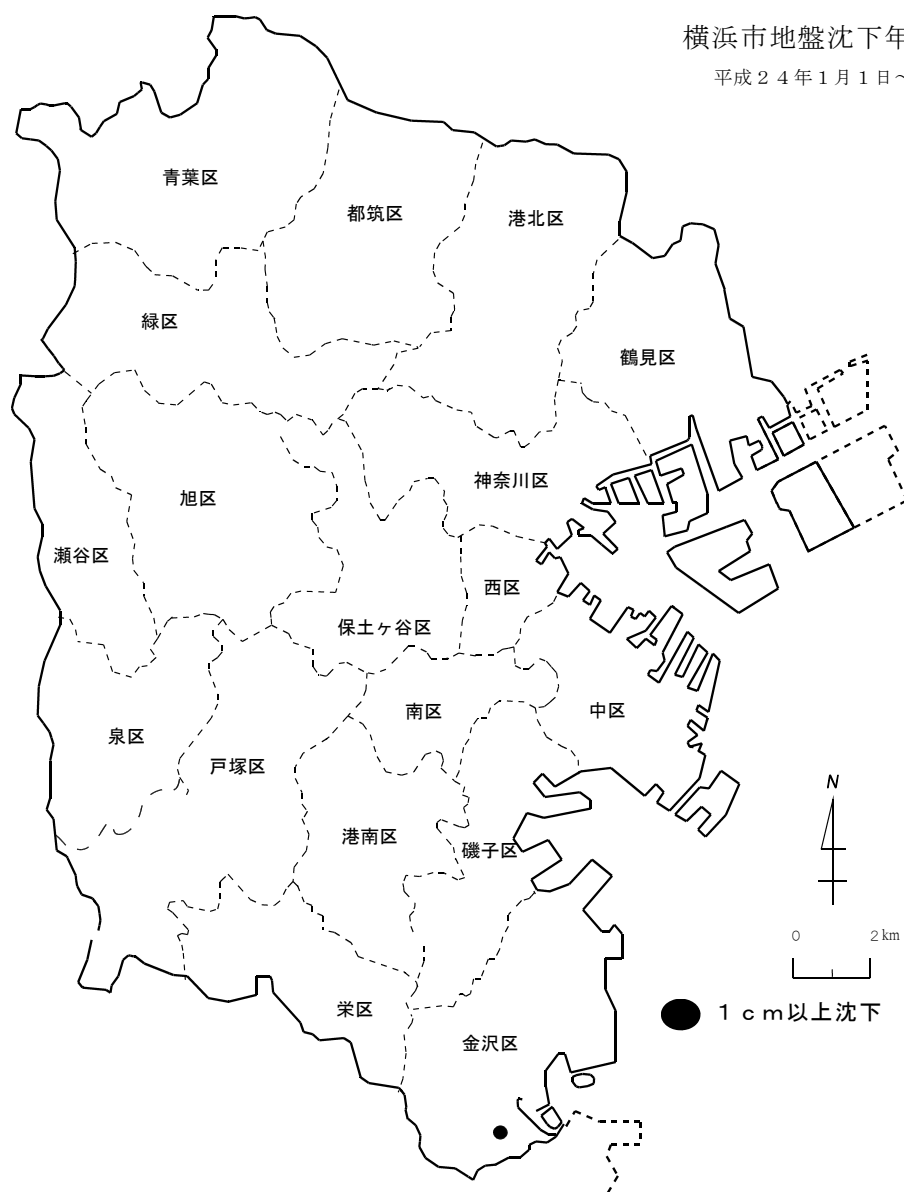 横浜市地盤沈下年
平成24年1月1日～
青葉区
都筑区
港北区
緑区
鶴見区
神奈川区
旭区
瀬谷区
西区
保土ヶ谷区
南区
中区
泉区
戸塚区
N
港南区
磯子区
0 2km
栄区
1cm以上沈下
金沢区